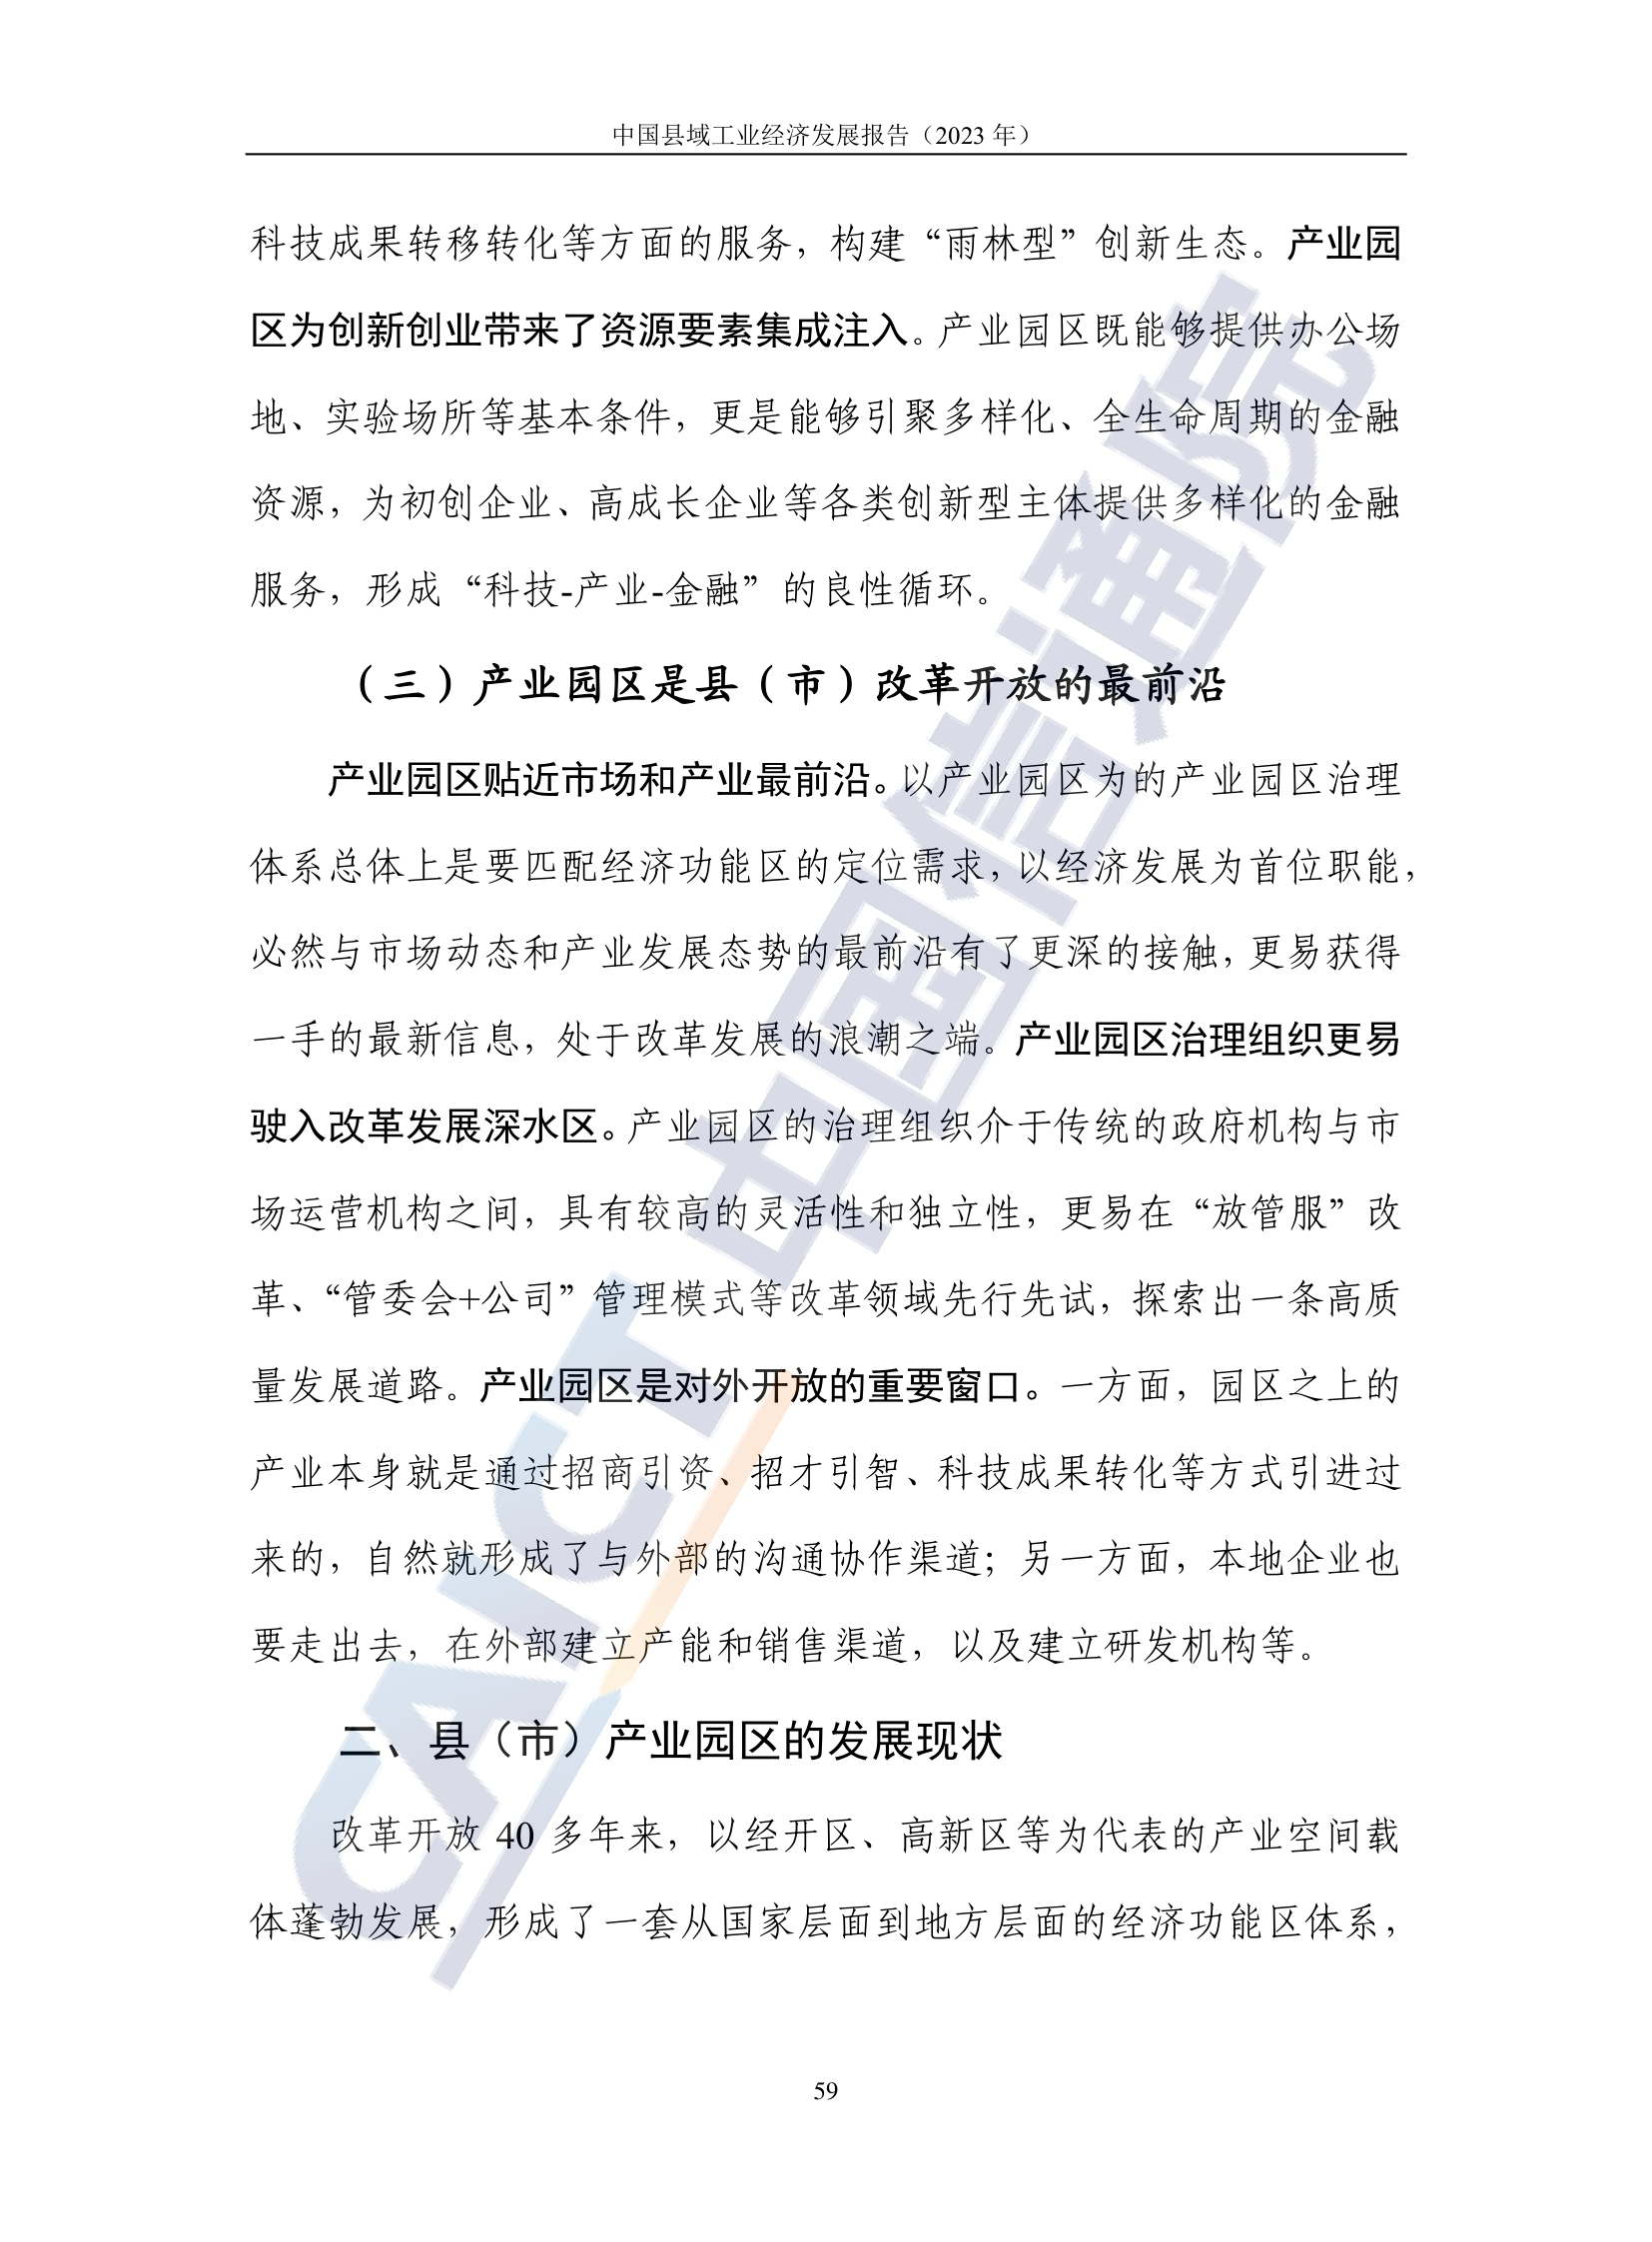 中国县域工业经济发展报告（2023 年）
科技成果转移转化等方面的服务，构建“雨林型”创新生态。产业园
区为创新创业带来了资源要素集成注入。产业园区既能够提供办公场
地、实验场所等基本条件，更是能够引聚多样化、全生命周期的金融
资源，为初创企业、高成长企业等各类创新型主体提供多样化的金融
服务，形成“科技-产业-金融”的良性循环。
（三）产业园区是县（市）改革开放的最前沿
产业园区贴近市场和产业最前沿。以产业园区为的产业园区治理
体系总体上是要匹配经济功能区的定位需求，以经济发展为首位职能，
必然与市场动态和产业发展态势的最前沿有了更深的接触，更易获得
一手的最新信息，处于改革发展的浪潮之端。产业园区治理组织更易
驶入改革发展深水区。产业园区的治理组织介于传统的政府机构与市
场运营机构之间，具有较高的灵活性和独立性，更易在“放管服”改
革、“管委会+公司”管理模式等改革领域先行先试，探索出一条高质
量发展道路。产业园区是对外开放的重要窗口。一方面，园区之上的
产业本身就是通过招商引资、招才引智、科技成果转化等方式引进过
来的，自然就形成了与外部的沟通协作渠道；另一方面，本地企业也
要走出去，在外部建立产能和销售渠道，以及建立研发机构等。
二、县（市）产业园区的发展现状
改革开放 40 多年来，以经开区、高新区等为代表的产业空间载
体蓬勃发展，形成了一套从国家层面到地方层面的经济功能区体系，
59
CAICT 中国信通院